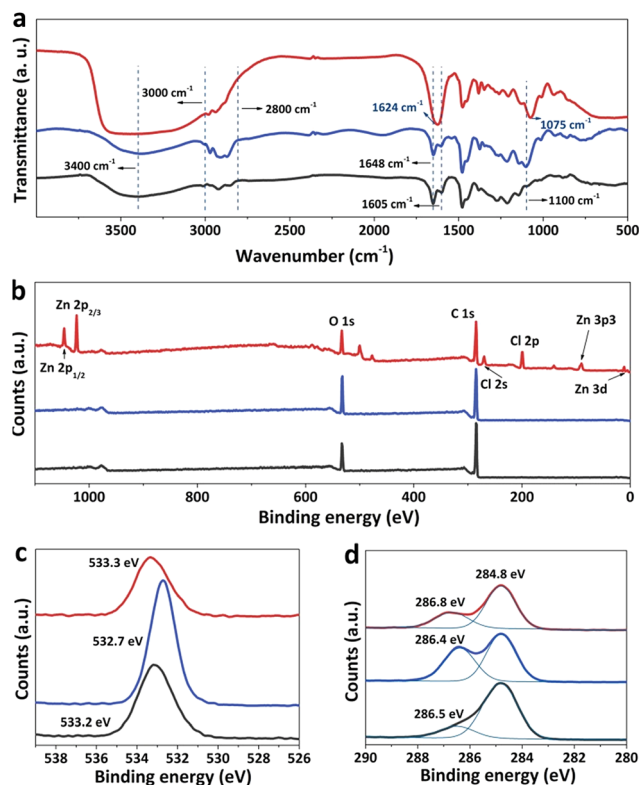 a
Transmittance (a. u.)
3000 cm⁻¹
2800 cm⁻¹
3400 cm⁻¹
1624 cm⁻¹
1075 cm⁻¹
1648 cm⁻¹
1605 cm⁻¹
1100 cm⁻¹
3500 3000 2500 2000 1500 1000 500
Wavenumber (cm⁻¹)
b
Counts (a.u.)
Zn 2p₂/₃
Zn 2p₁/₂
O 1s
C 1s
Cl 2p
Zn 3p3
Cl 2s
Zn 3d
1000 800 600 400 200 0
Binding energy (eV)
c
Counts (a.u.)
533.3 eV
532.7 eV
533.2 eV
538 536 534 532 530 528 526
Binding energy (eV)
d
Counts (a.u.)
284.8 eV
286.8 eV
286.4 eV
286.5 eV
290 288 286 284 282 280
Binding energy (eV)